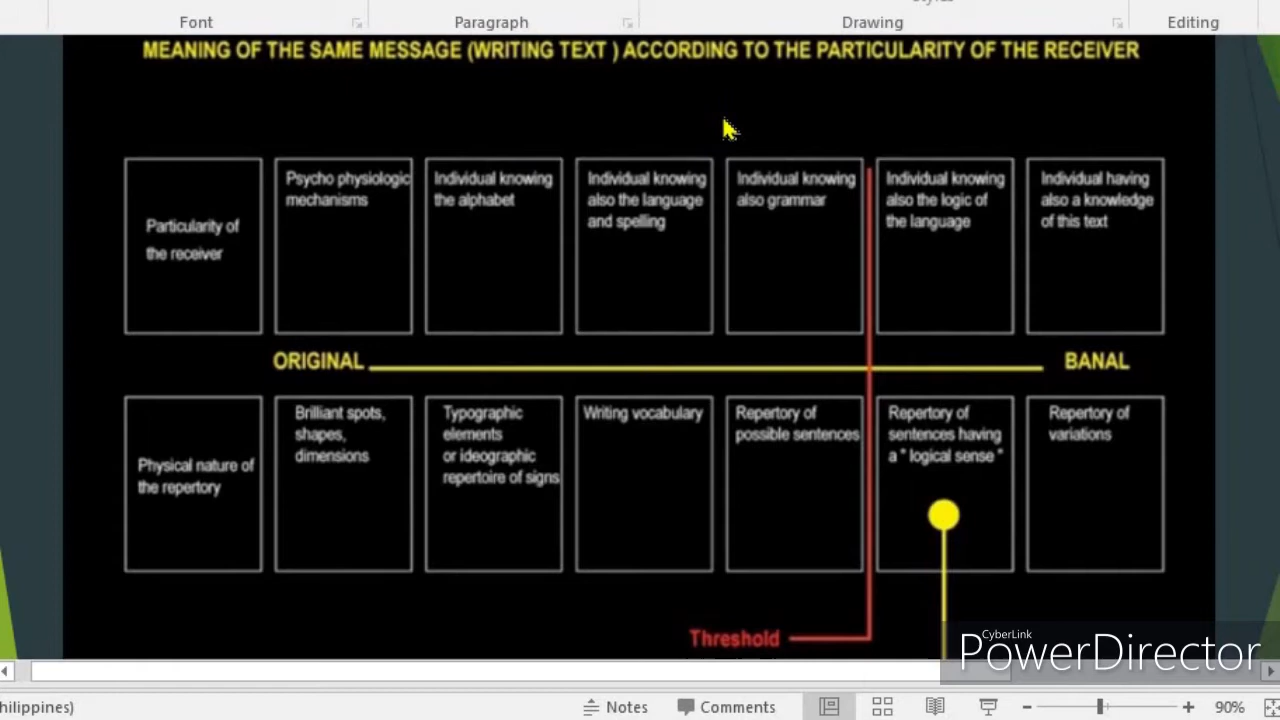 Font Paragraph Drawing Editing
MEANING OF THE SAME MESSAGE (WRITING TEXT ) ACCORDING TO THE PARTICULARITY OF THE RECEIVER
Particularity of
the receiver
Psycho physiologic
mechanisms
Individual knowing
the alphabet
Individual knowing
also the language
and spelling
Individual knowing
also grammar
Individual knowing
also the logic of
the language
Individual having
also a knowledge
of this text
ORIGINAL BANAL
Physical nature of
the repertory
Brilliant spots,
shapes,
dimensions
Typographic
elements
or ideographic
repertoire of signs
Writing vocabulary
Repertory of
possible sentences
Repertory of
sentences having
a " logical sense "
Repertory of
variations
Threshold
CyberLink
PowerDirector
hilippines) Notes Comments 90%